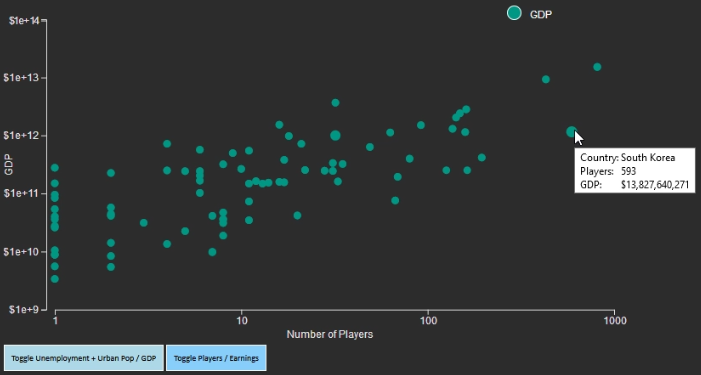 GDP
$1e+14
$1e+13
$1e+12
$1e+11
$1e+10
$1e+9
GDP
Country: South Korea
Players: 593
GDP: $13,827,640,271
1 10 100 1000
Number of Players
Toggle Unemployment + Urban Pop / GDP
Toggle Players / Earnings